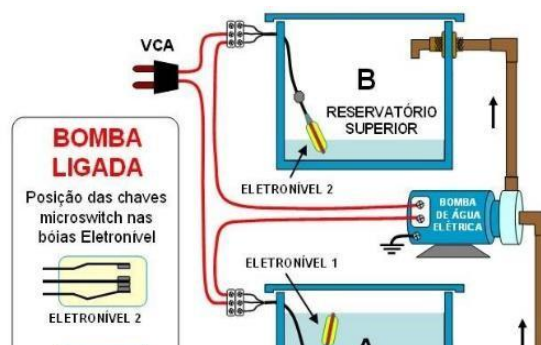 VCA
B
RESERVATÓRIO
SUPERIOR
BOMBA
LIGADA
Posição das chaves
microswitch nas
bóias Eletronível
ELETRONÍVEL 2
ELETRONÍVEL 2
BOMBA
DE ÁGUA
ELÉTRICA
ELETRONÍVEL 1